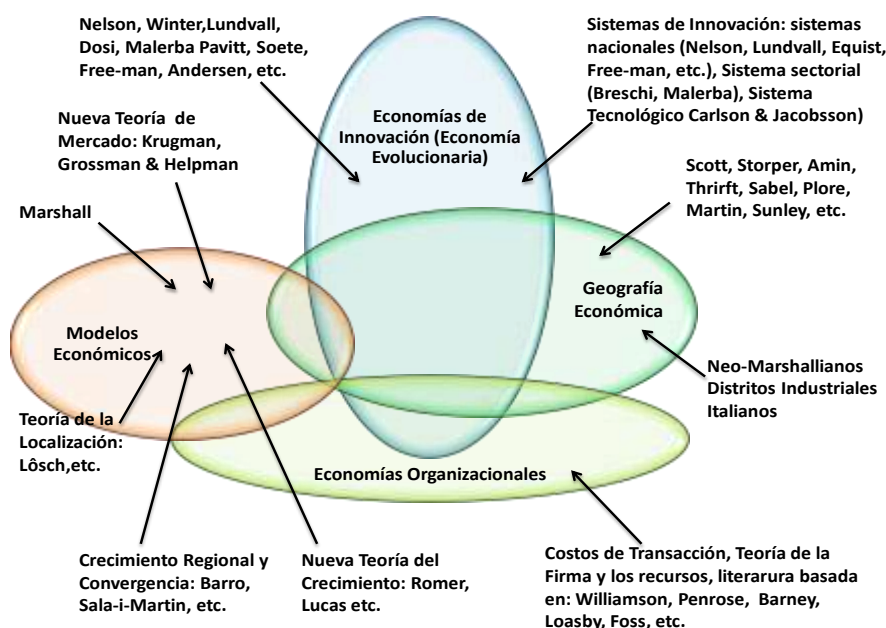 Nelson, Winter,Lundvall,
Dosi, Malerba Pavitt, Soete,
Free-man, Andersen, etc.
Sistemas de Innovación: sistemas
nacionales (Nelson, Lundvall, Equist,
Free-man, etc.), Sistema sectorial
(Breschi, Malerba), Sistema
Tecnológico Carlson & Jacobsson)
Economías de
Innovación (Economía
Evolucionaria)
Nueva Teoría de
Mercado: Krugman,
Grossman & Helpman
Scott, Storper, Amin,
Thrirft, Sabel, Plore,
Martin, Sunley, etc.
Marshall
Geografía
Económica
Modelos
Económicos
Neo-Marshallianos
Distritos Industriales
Italianos
Teoría de la
Localización:
Lôsch,etc.
Economías Organizacionales
Crecimiento Regional y
Convergencia: Barro,
Sala-i-Martin, etc.
Nueva Teoría del
Crecimiento: Romer,
Lucas etc.
Costos de Transacción, Teoría de la
Firma y los recursos, literarura basada
en: Williamson, Penrose, Barney,
Loasby, Foss, etc.